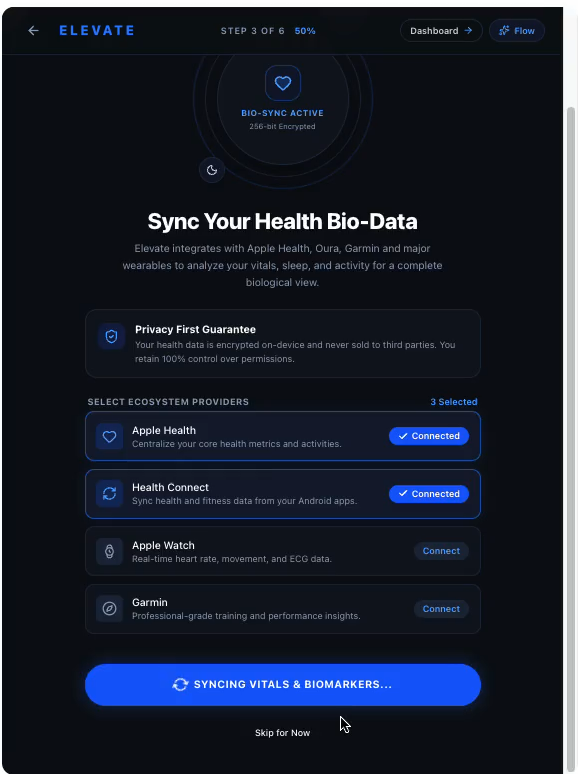 ELEVATE
STEP 3 OF 6 50%
Dashboard
Flow
BIO-SYNC ACTIVE
256-bit Encrypted
Sync Your Health Bio-Data
Elevate integrates with Apple Health, Oura, Garmin and major
wearables to analyze your vitals, sleep, and activity for a complete
biological view.
Privacy First Guarantee
Your health data is encrypted on-device and never sold to third parties. You
retain 100% control over permissions.
SELECT ECOSYSTEM PROVIDERS
3 Selected
Apple Health
Centralize your core health metrics and activities.
Connected
Health Connect
Sync health and fitness data from your Android apps.
Connected
Apple Watch
Real-time heart rate, movement, and ECG data.
Connect
Garmin
Professional-grade training and performance insights.
Connect
SYNCING VITALS & BIOMARKERS...
Skip for Now